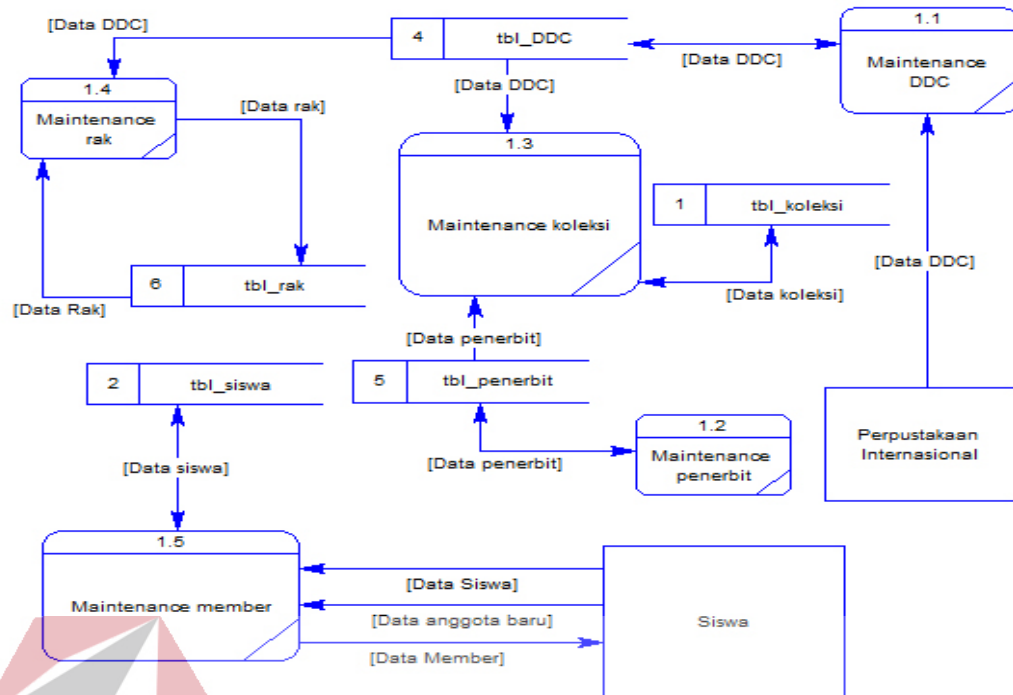 [Data DDC]
4
tbl_DDC
1.1
Maintenance
DDC
[Data DDC]
[Data DDC]
1.4
Maintenance
rak
[Data rak]
1.3
Maintenance koleksi
1
tbl_koleksi
[Data DDC]
6
tbl_rak
[Data Rak]
[Data koleksi]
[Data penerbit]
2
tbl_siswa
5
tbl_penerbit
1.2
Maintenance
penerbit
Perpustakaan
Internasional
[Data siswa]
[Data penerbit]
1.5
Maintenance member
[Data Siswa]
[Data anggota baru]
[Data Member]
Siswa